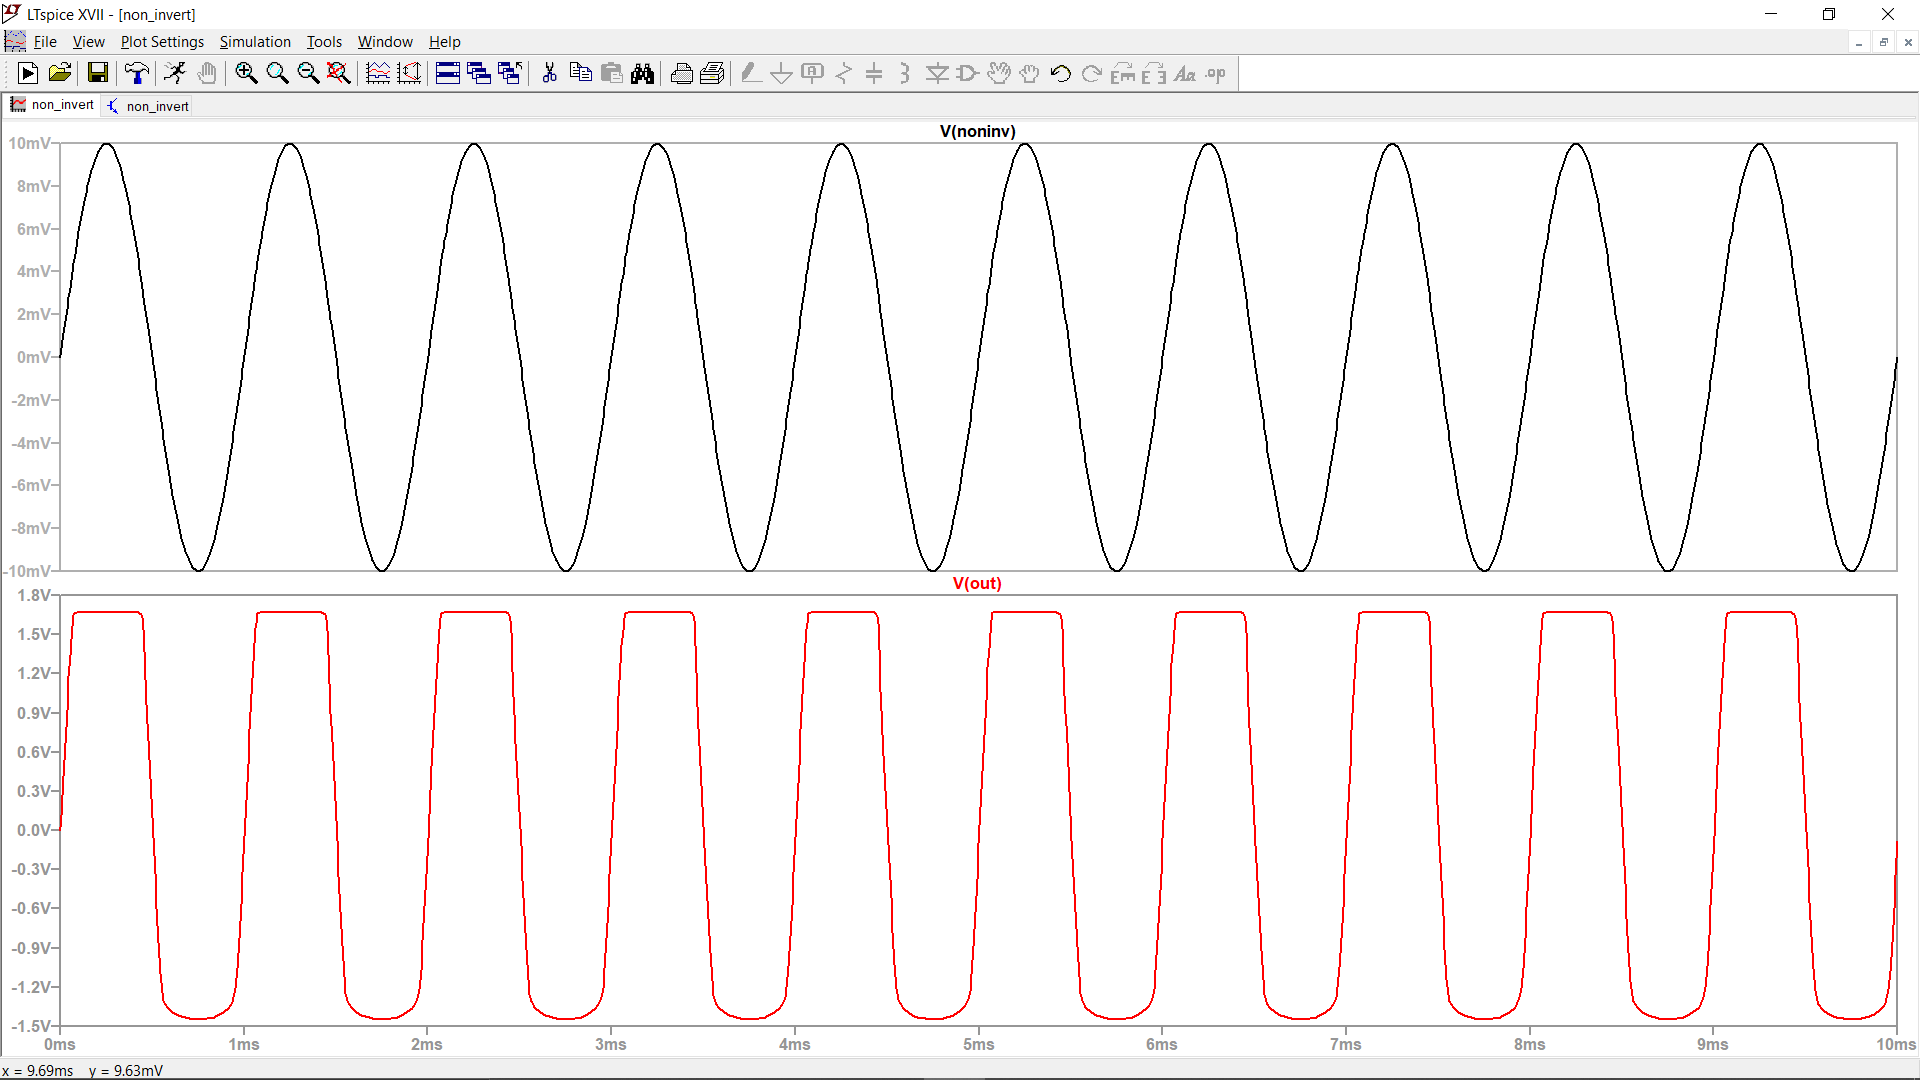 LTspice XVII - [non_invert]
File View Plot Settings Simulation Tools Window Help
A Aa .op
non_invert non_invert
V(noninv)
10mV
8mV
6mV
4mV
2mV
0mV
-2mV
-4mV
-6mV
-8mV
-10mV
V(out)
1.8V
1.5V
1.2V
0.9V
0.6V
0.3V
0.0V
-0.3V
-0.6V
-0.9V
-1.2V
-1.5V
0ms 1ms 2ms 3ms 4ms 5ms 6ms 7ms 8ms 9ms 10ms
x = 9.69ms y = 9.63mV